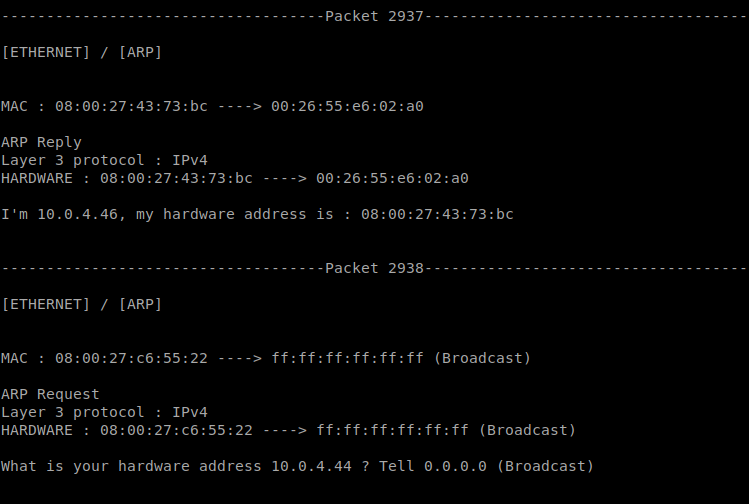 ------------------------------------Packet 2937------------------------------------
[ETHERNET] / [ARP]
MAC : 08:00:27:43:73:bc ----> 00:26:55:e6:02:a0
ARP Reply
Layer 3 protocol : IPv4
HARDWARE : 08:00:27:43:73:bc ----> 00:26:55:e6:02:a0
I'm 10.0.4.46, my hardware address is : 08:00:27:43:73:bc
------------------------------------Packet 2938------------------------------------
[ETHERNET] / [ARP]
MAC : 08:00:27:c6:55:22 ----> ff:ff:ff:ff:ff:ff (Broadcast)
ARP Request
Layer 3 protocol : IPv4
HARDWARE : 08:00:27:c6:55:22 ----> ff:ff:ff:ff:ff:ff (Broadcast)
What is your hardware address 10.0.4.44 ? Tell 0.0.0.0 (Broadcast)